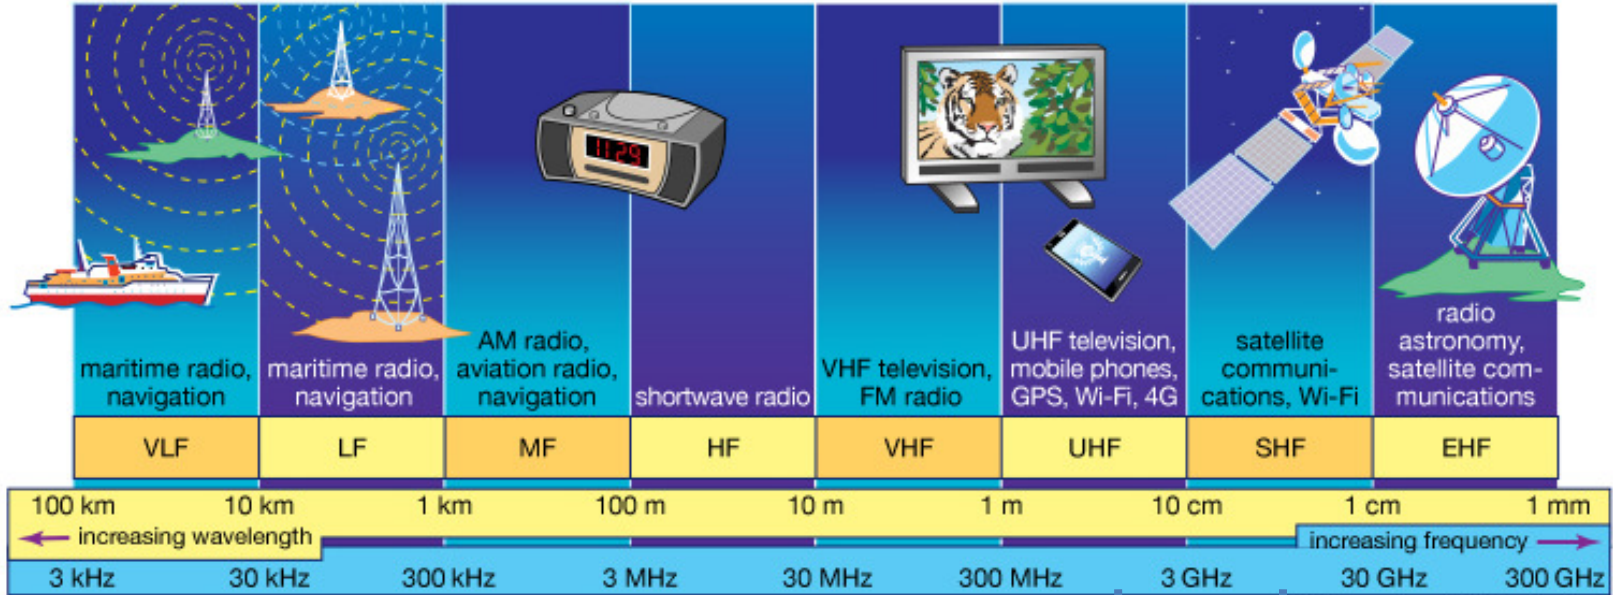 11:29
maritime radio,
navigation
maritime radio,
navigation
AM radio,
aviation radio,
navigation
shortwave radio
VHF television,
FM radio
UHF television,
mobile phones,
GPS, Wi-Fi, 4G
satellite
communi-
cations, Wi-Fi
radio
astronomy,
satellite com-
munications
VLF LF MF HF VHF UHF SHF EHF
100 km 10 km 1 km 100 m 10 m 1 m 10 cm 1 cm 1 mm
increasing wavelength increasing frequency
3 kHz 30 kHz 300 kHz 3 MHz 30 MHz 300 MHz 3 GHz 30 GHz 300 GHz